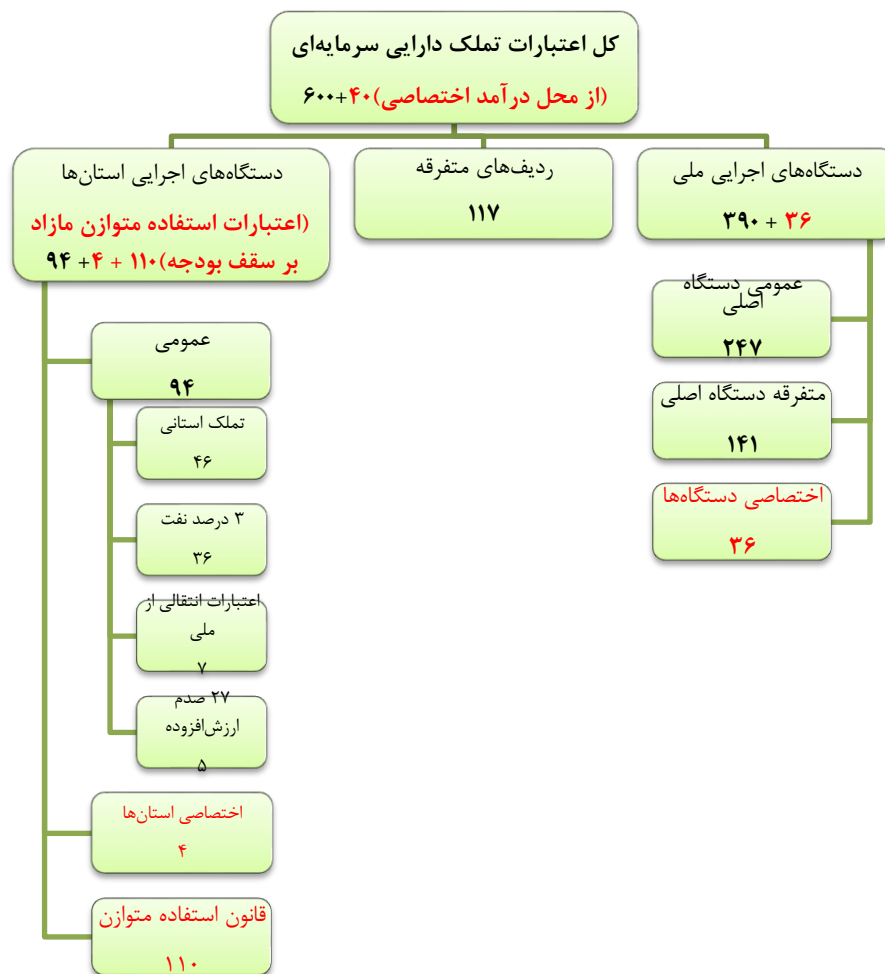 کل اعتبارات تملک دارایی سرمایه‌ای
(از محل درآمد اختصاصی)۴۰+۶۰۰
دستگاه‌های اجرایی ملی
۳۶ + ۳۹۰
عمومی دستگاه
اصلی
۲۴۷
متفرقه دستگاه اصلی
۱۴۱
اختصاصی دستگاه‌ها
۳۶
ردیف‌های متفرقه
۱۱۷
دستگاه‌های اجرایی استان‌ها
(اعتبارات استفاده متوازن مازاد
بر سقف بودجه)۱۱۰ + ۴+ ۹۴
عمومی
۹۴
تملک استانی
۴۶
۳ درصد نفت
۳۶
اعتبارات انتقالی از
ملی
۷
۲۷ صدم
ارزش‌افزوده
۵
اختصاصی استان‌ها
۴
قانون استفاده متوازن
۱۱۰